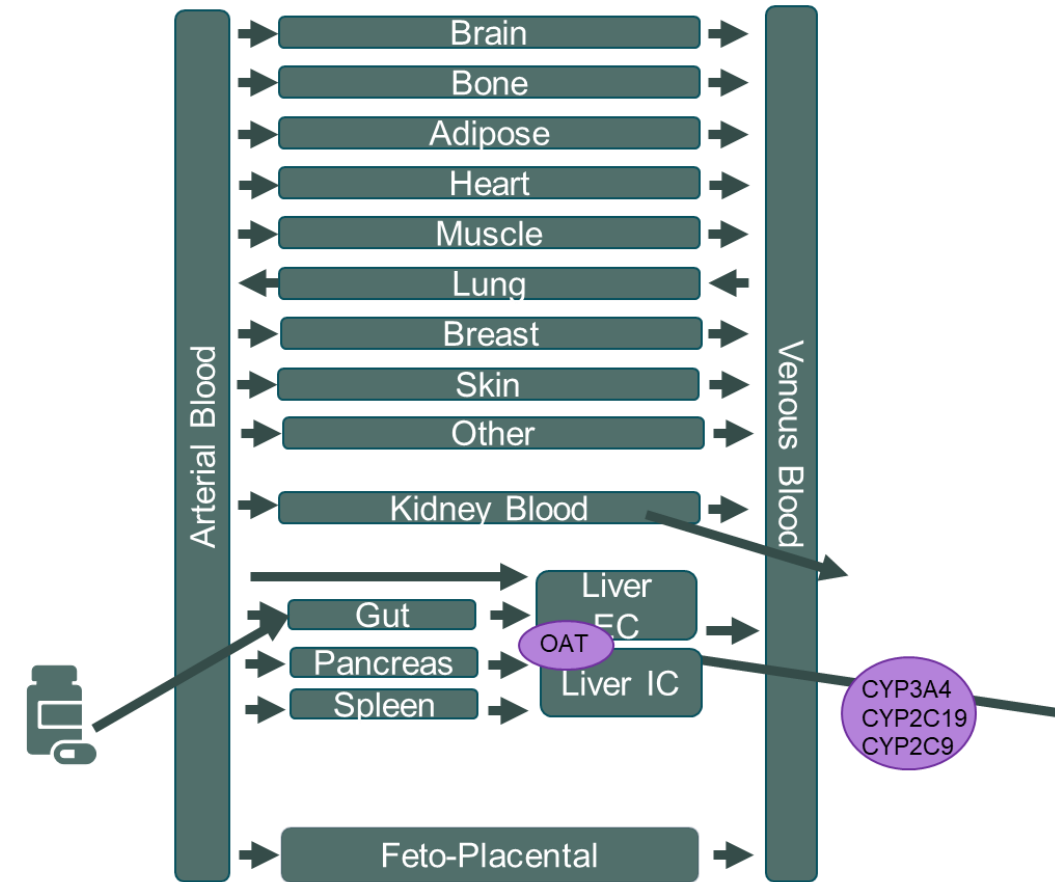 Brain
Bone
Adipose
Heart
Muscle
Lung
Breast
Skin
Other
Kidney Blood
Arterial Blood
Venous Blood
Liver
EC
Gut
OAT
Pancreas
Liver IC
Spleen
CYP3A4
CYP2C19
CYP2C9
Feto-Placental